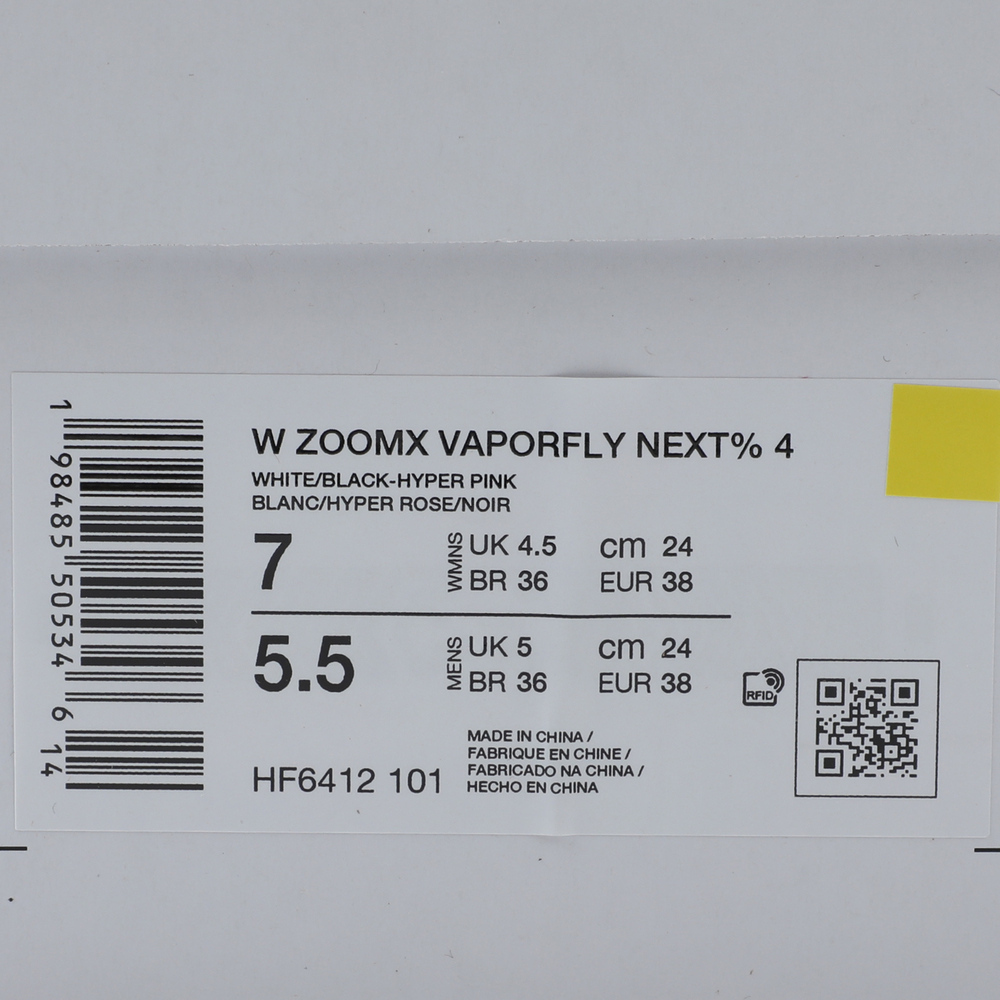 1 98485 50534 6 14
W ZOOMX VAPORFLY NEXT% 4
WHITE/BLACK-HYPER PINK
BLANC/HYPER ROSE/NOIR
7 WMNS UK 4.5 cm 24
BR 36 EUR 38
5.5 MENS UK 5 cm 24
BR 36 EUR 38
RFID
HF6412 101
MADE IN CHINA /
FABRIQUE EN CHINE /
FABRICADO NA CHINA /
HECHO EN CHINA